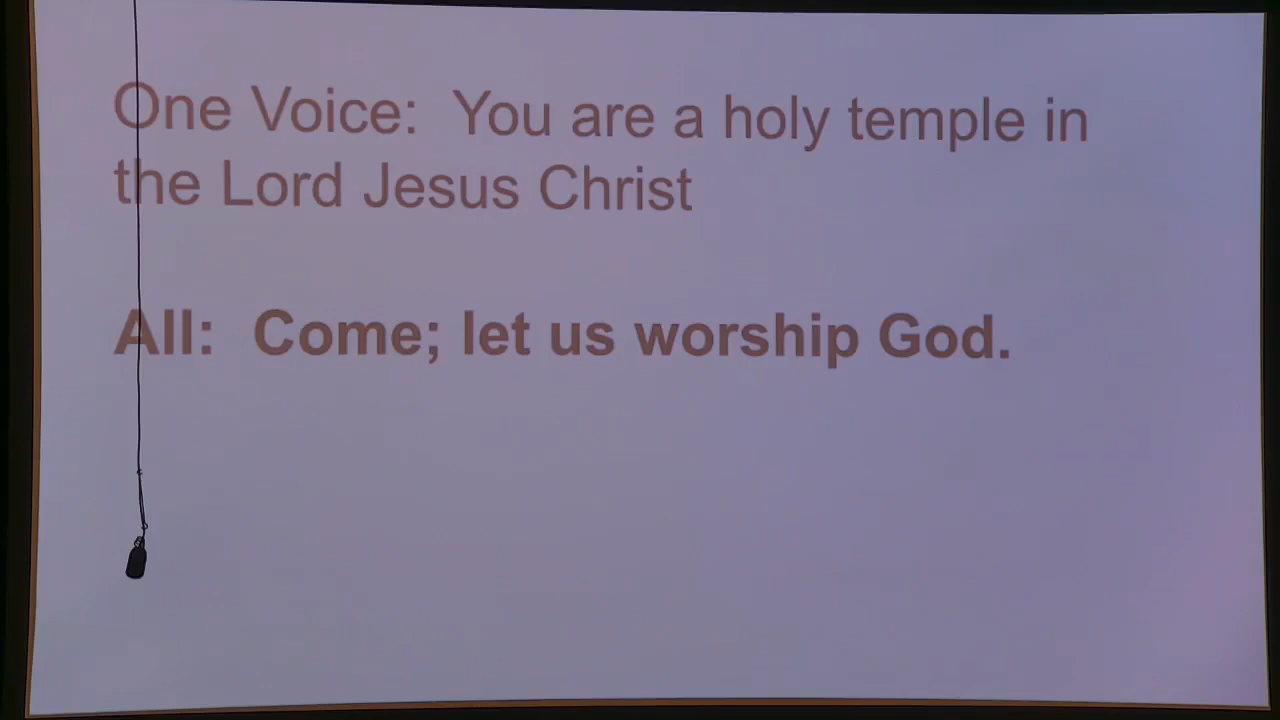 One Voice:  You are a holy temple in
the Lord Jesus Christ
All:  Come; let us worship God.